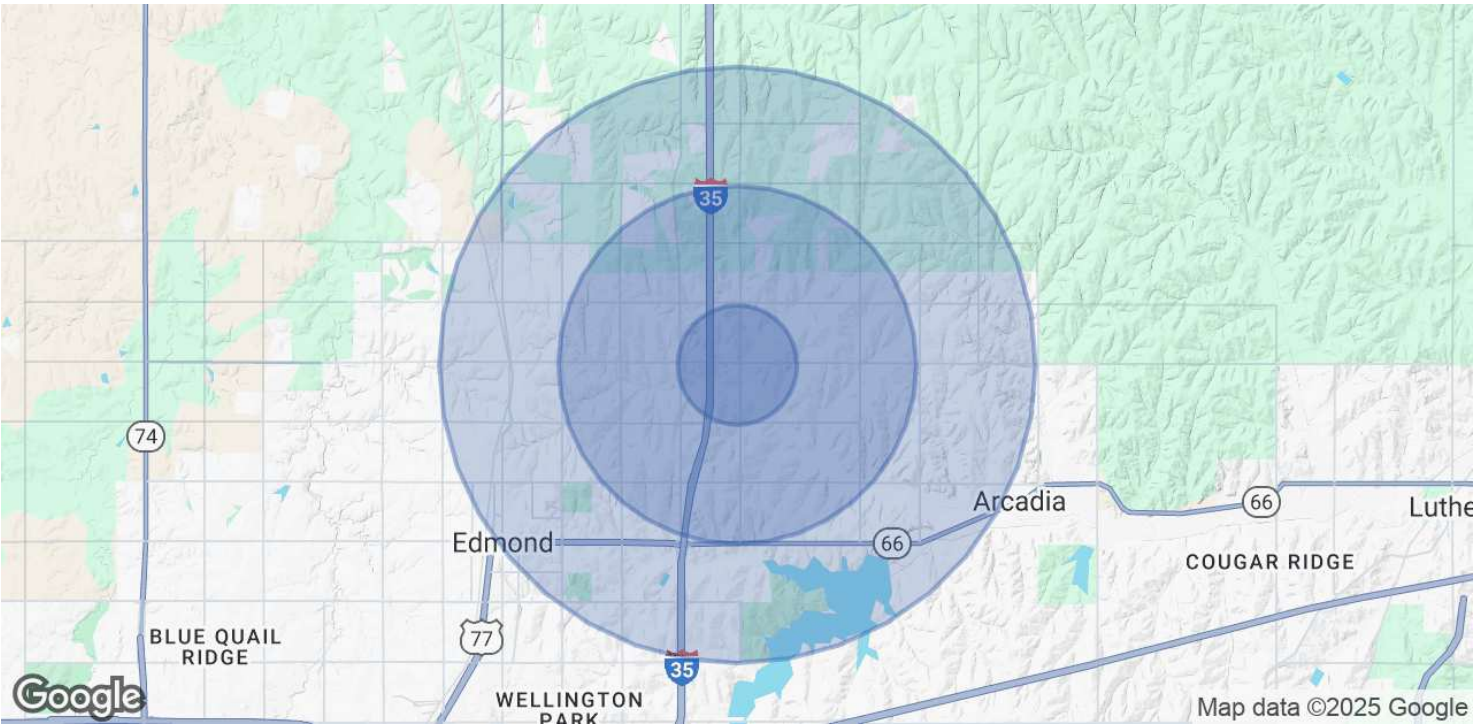 35
74
Arcadia
66
Luthe
Edmond
66
COUGAR RIDGE
BLUE QUAIL
RIDGE
77
35
WELLINGTON
PARK
Google
Map data ©2025 Google